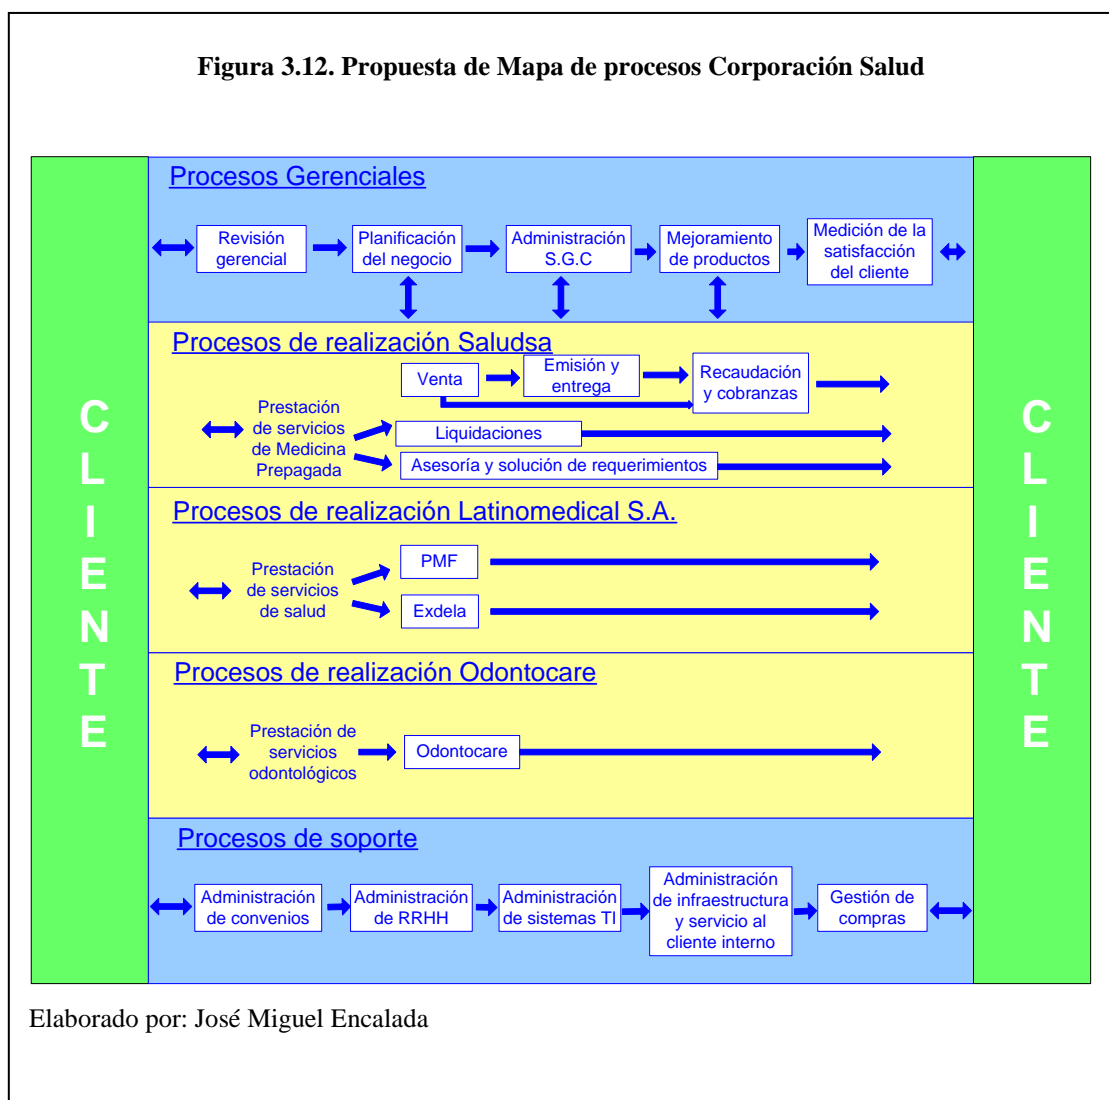 Figura 3.12. Propuesta de Mapa de procesos Corporación Salud
C
L
I
E
N
T
E
Procesos Gerenciales
Revisión
gerencial
Planificación
del negocio
Administración
S.G.C
Mejoramiento
de productos
Medición de la
satisfacción
del cliente
Procesos de realización Saludsa
Prestación
de servicios
de Medicina
Prepagada
Venta
Emisión y
entrega
Recaudación
y cobranzas
Liquidaciones
Asesoría y solución de requerimientos
Procesos de realización Latinomedical S.A.
Prestación
de servicios
de salud
PMF
Exdela
Procesos de realización Odontocare
Prestación de
servicios
odontológicos
Odontocare
Procesos de soporte
Administración
de convenios
Administración
de RRHH
Administración
de sistemas TI
Administración
de infraestructura
y servicio al
cliente interno
Gestión de
compras
C
L
I
E
N
T
E
Elaborado por: José Miguel Encalada